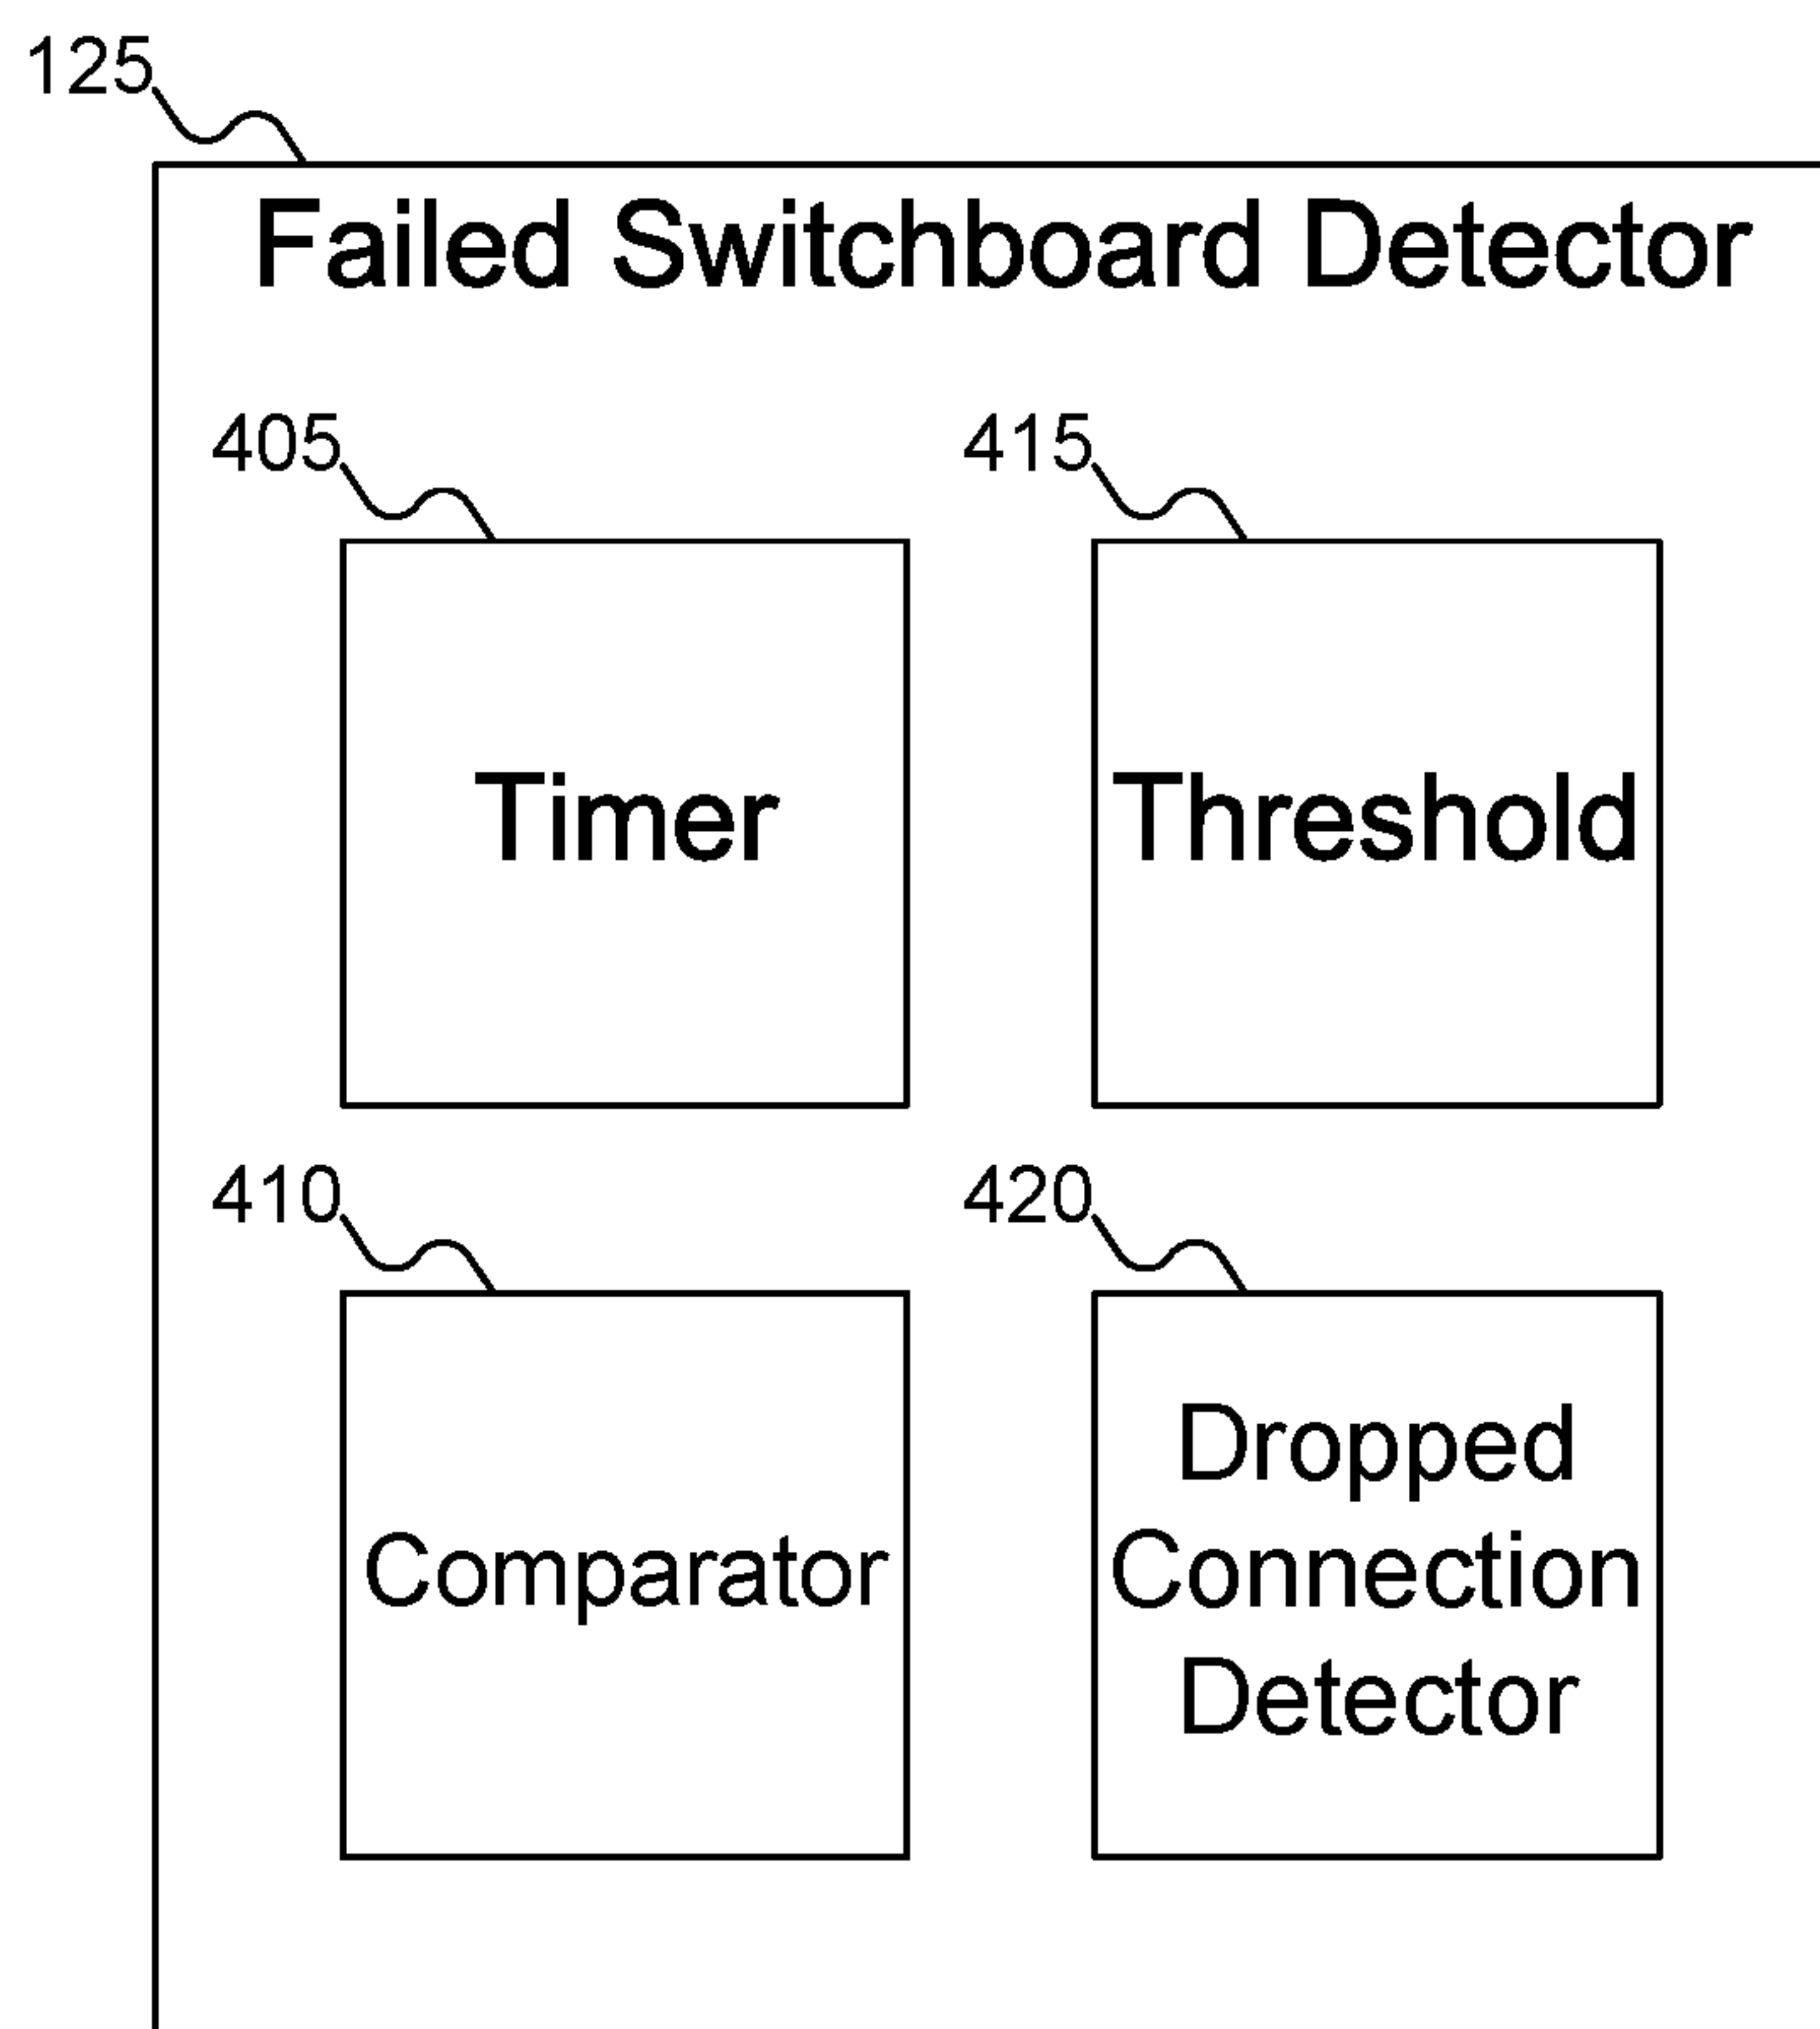 125
Failed Switchboard Detector
405
415
Timer
Threshold
410
420
Comparator
Dropped
Connection
Detector